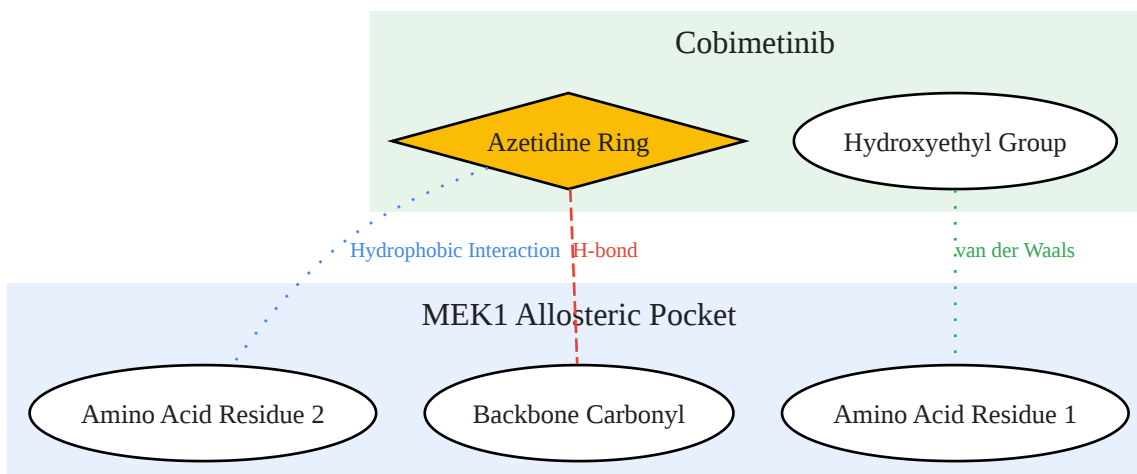 Cobimetinib
Azetidine Ring
Hydroxyethyl Group
Hydrophobic Interaction
H-bond
van der Waals
MEK1 Allosteric Pocket
Amino Acid Residue 2
Backbone Carbonyl
Amino Acid Residue 1